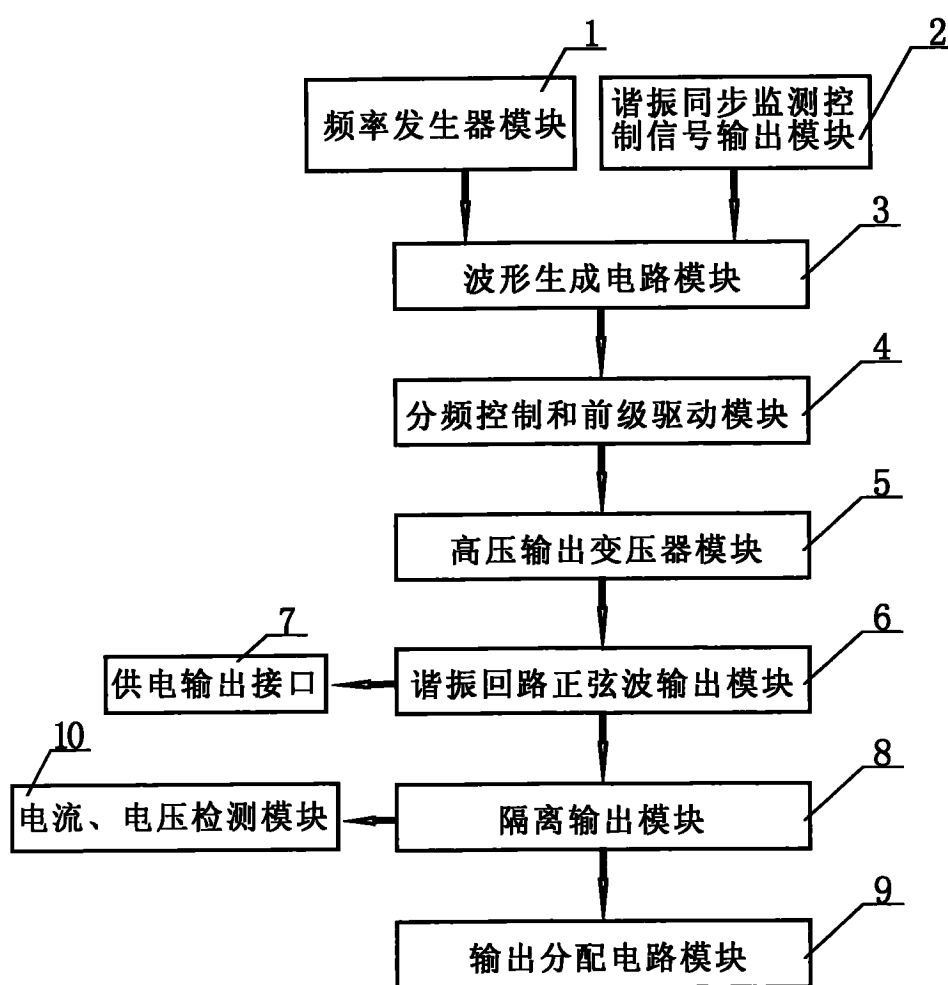 1
2
频率发生器模块
谐振同步监测控
制信号输出模块
3
波形生成电路模块
4
分频控制和前级驱动模块
5
高压输出变压器模块
6
7
供电输出接口
谐振回路正弦波输出模块
10
8
电流、电压检测模块
隔离输出模块
9
输出分配电路模块